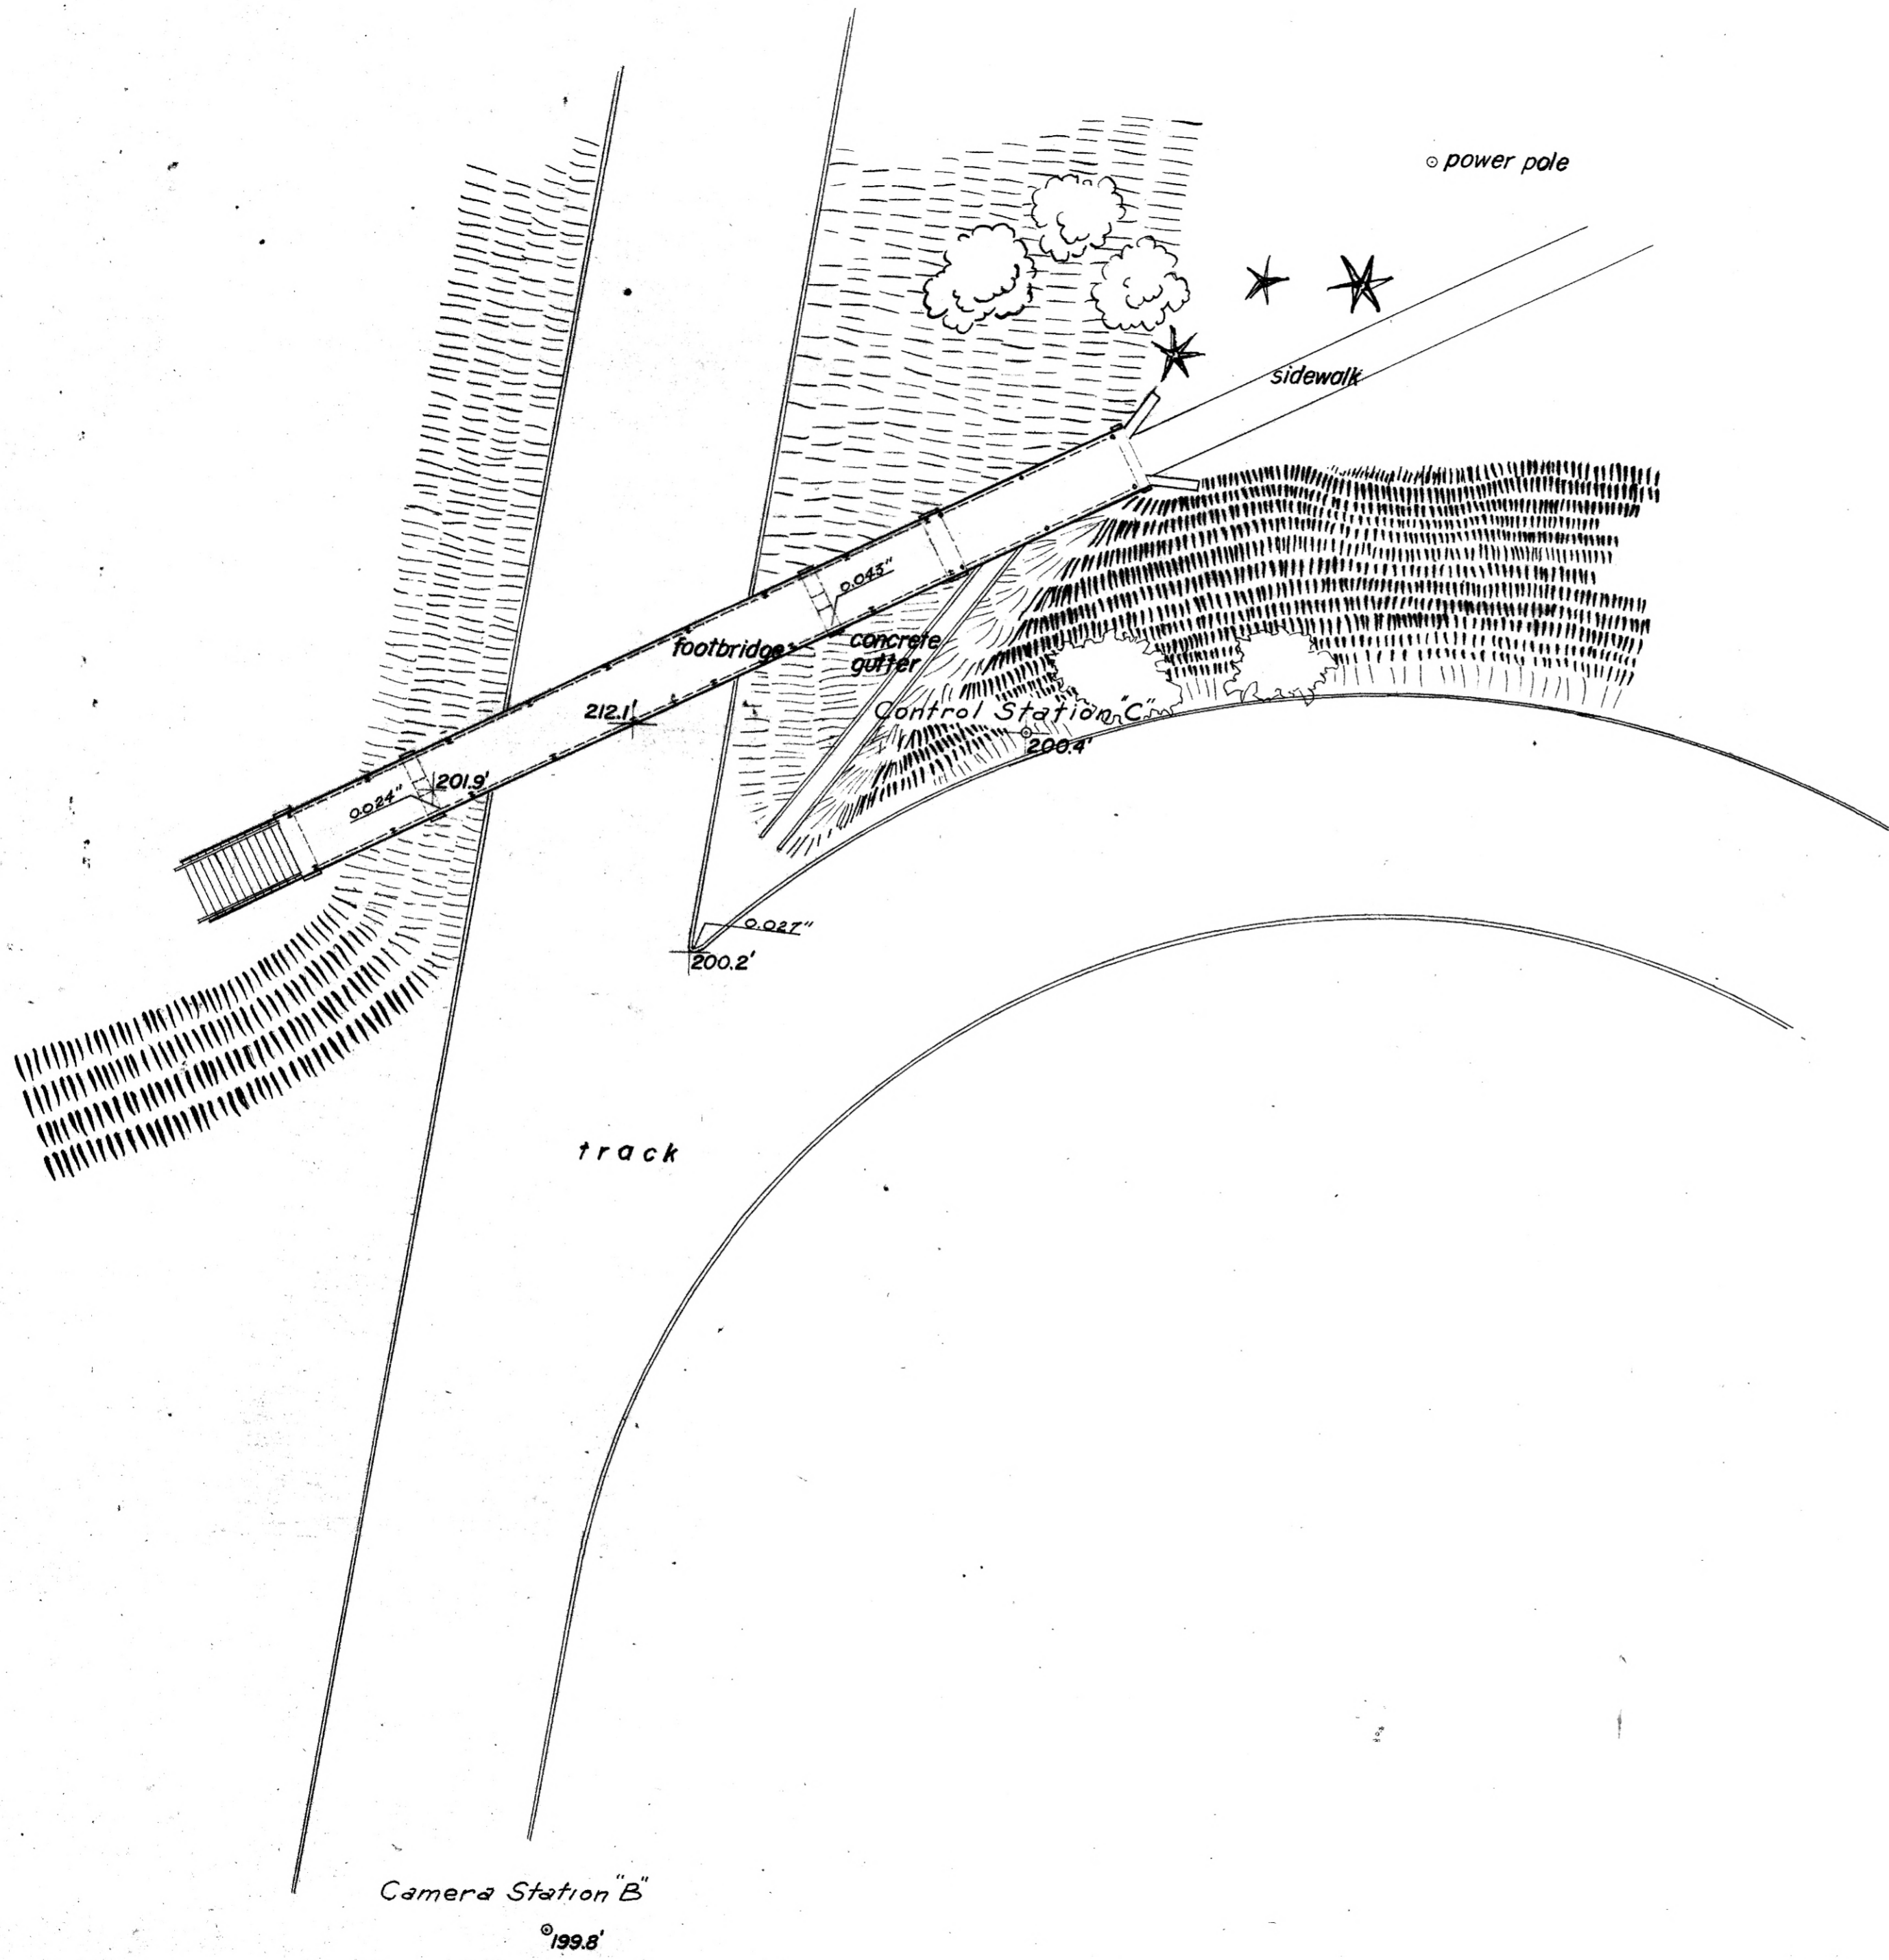 power pole
sidewalk
0.043"
footbridge
concrete
gutter
212.1'
Control Station "C"
200.4'
201.9'
0.024"
0.027"
200.2'
track
Camera Station "B"
199.8'